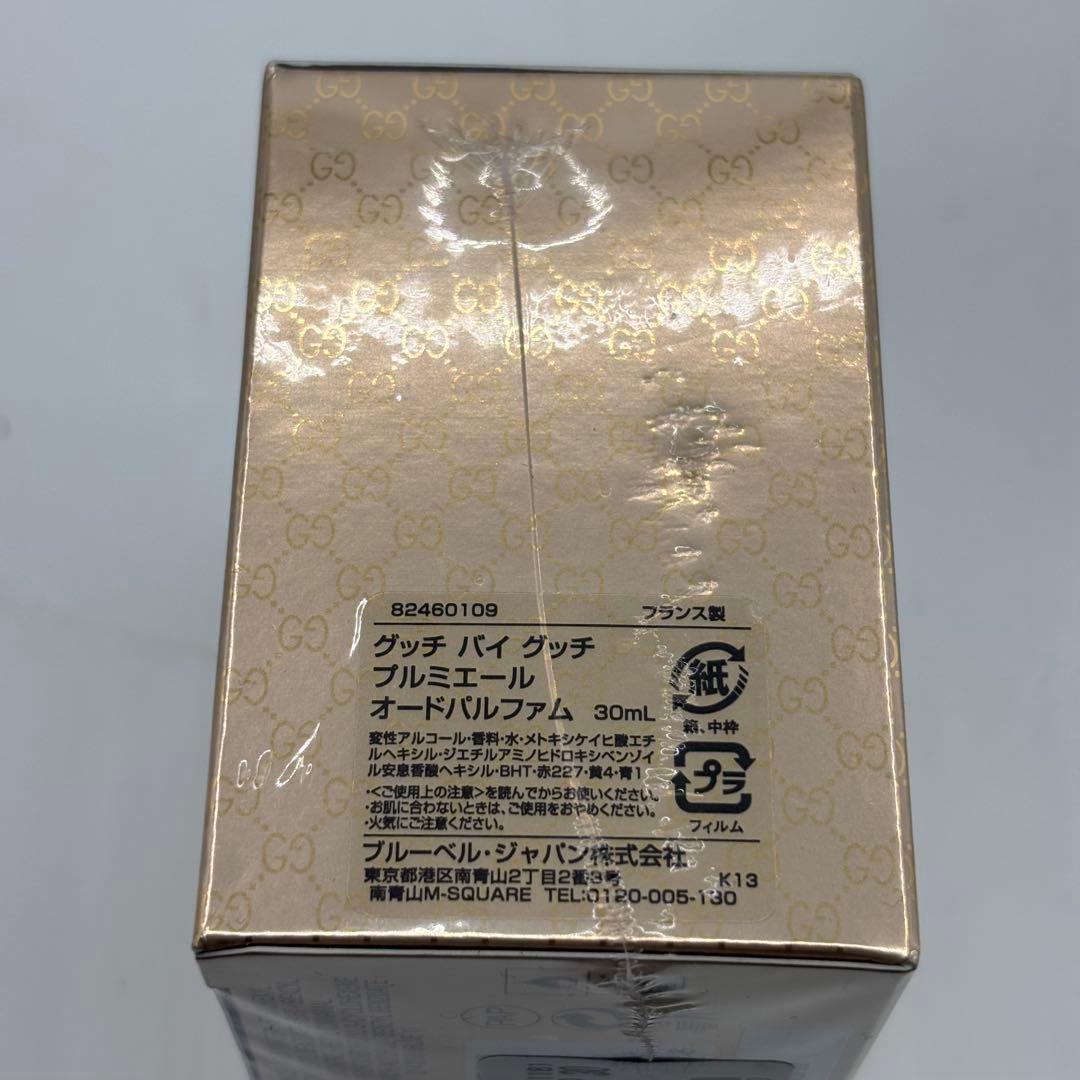 82460109 フランス製
グッチ バイ グッチ
プルミエール
オードパルファム 30mL
紙
箱、中枠
変性アルコール・香料・水・メトキシケイヒ酸エチ
ルヘキシル・ジエチルアミノヒドロキシベンゾイ
ル安息香酸ヘキシル・BHT・赤227・黄4・青1
プラ
フィルム
・<ご使用上の注意>を読んでからお使いください。
・お肌に合わないときは、ご使用をおやめください。
・火気にご注意ください。
ブルーベル・ジャパン株式会社
東京都港区南青山2丁目2番3号 K13
南青山M-SQUARE TEL:0120-005-130